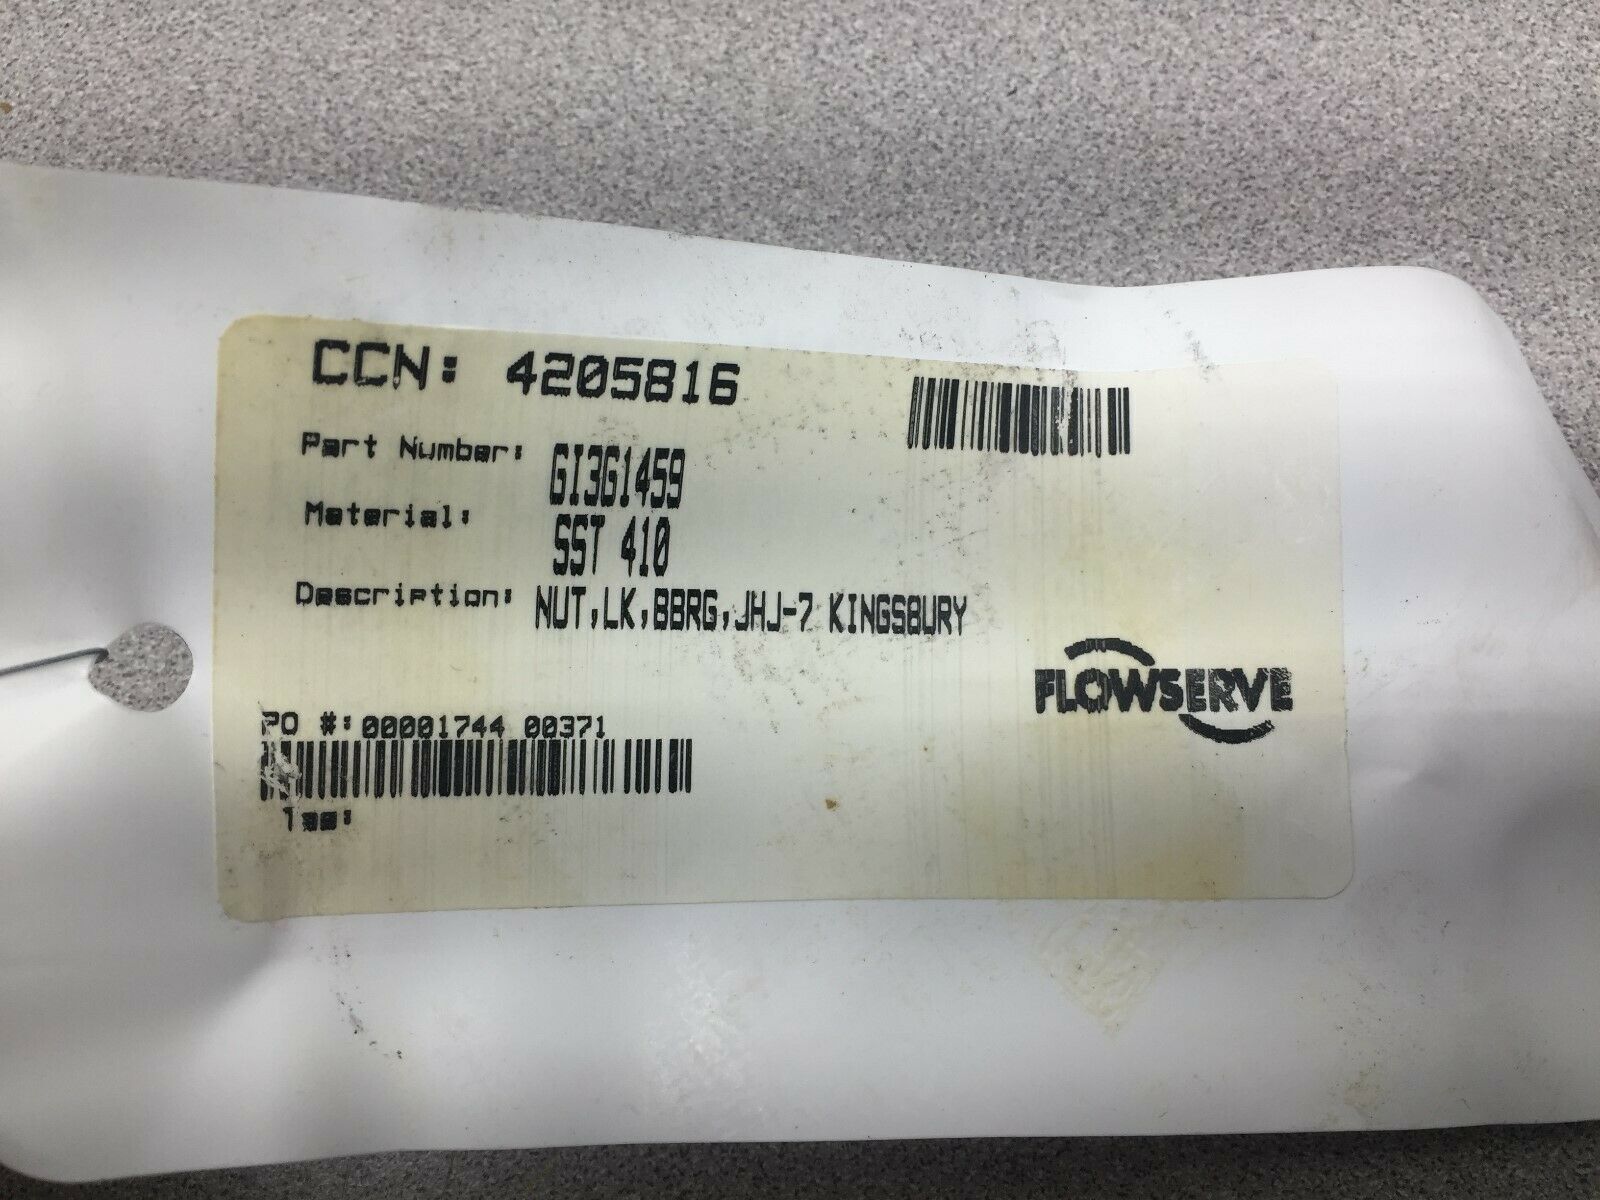 CCN: 4205816
Part Number: GI3G1459
Material: SST 410
Description: NUT,LK,BBRG,JHJ-7 KINGSBURY
FLOWSERVE
PO #: 00001744 00371
Tag: